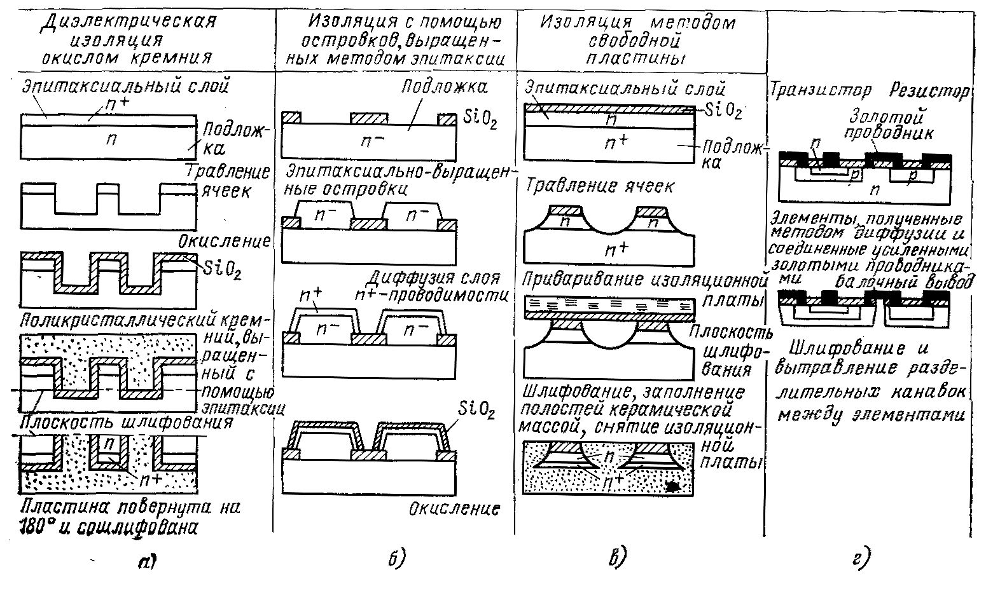 Диэлектрическая
изоляция
окислом кремния
Эпитаксиальный слой
n+
n
Подлож-
ка
Травление
ячеек
Окисление
SiO2
Поликристаллический крем-
ний, вы-
ращен-
ный с
помощью
эпитаксии
Плоскость шлифования
n
n+
Пластина повернута на
180° и сошлифована
а)
Изоляция с помощью
островков, выращен-
ных методом эпитаксии
Подложка
SiO2
n−
Эпитаксиально-выращен-
ные островки
n− n−
Диффузия слоя
n+ n+-проводимости
n− n−
SiO2
Окисление
б)
Изоляция методом
свободной
пластины
Эпитаксиальный слой
SiO2
n
n+
Подлож-
ка
Травление ячеек
n n
n+
Приваривание изоляционной
платы
Плоскость
шлифо-
вания
Шлифование, заполнение
полостей керамической
массой, снятие изоляцион-
ной
платы
n
n+
в)
Транзистор Резистор
Золотой
проводник
n
p p
n
Элементы, полученные
методом диффузии и
соединенные усиленными
золотыми проводника-
ми балочный вывод
Шлифование и
вытравление разде-
лительных канавок
между элементами
г)